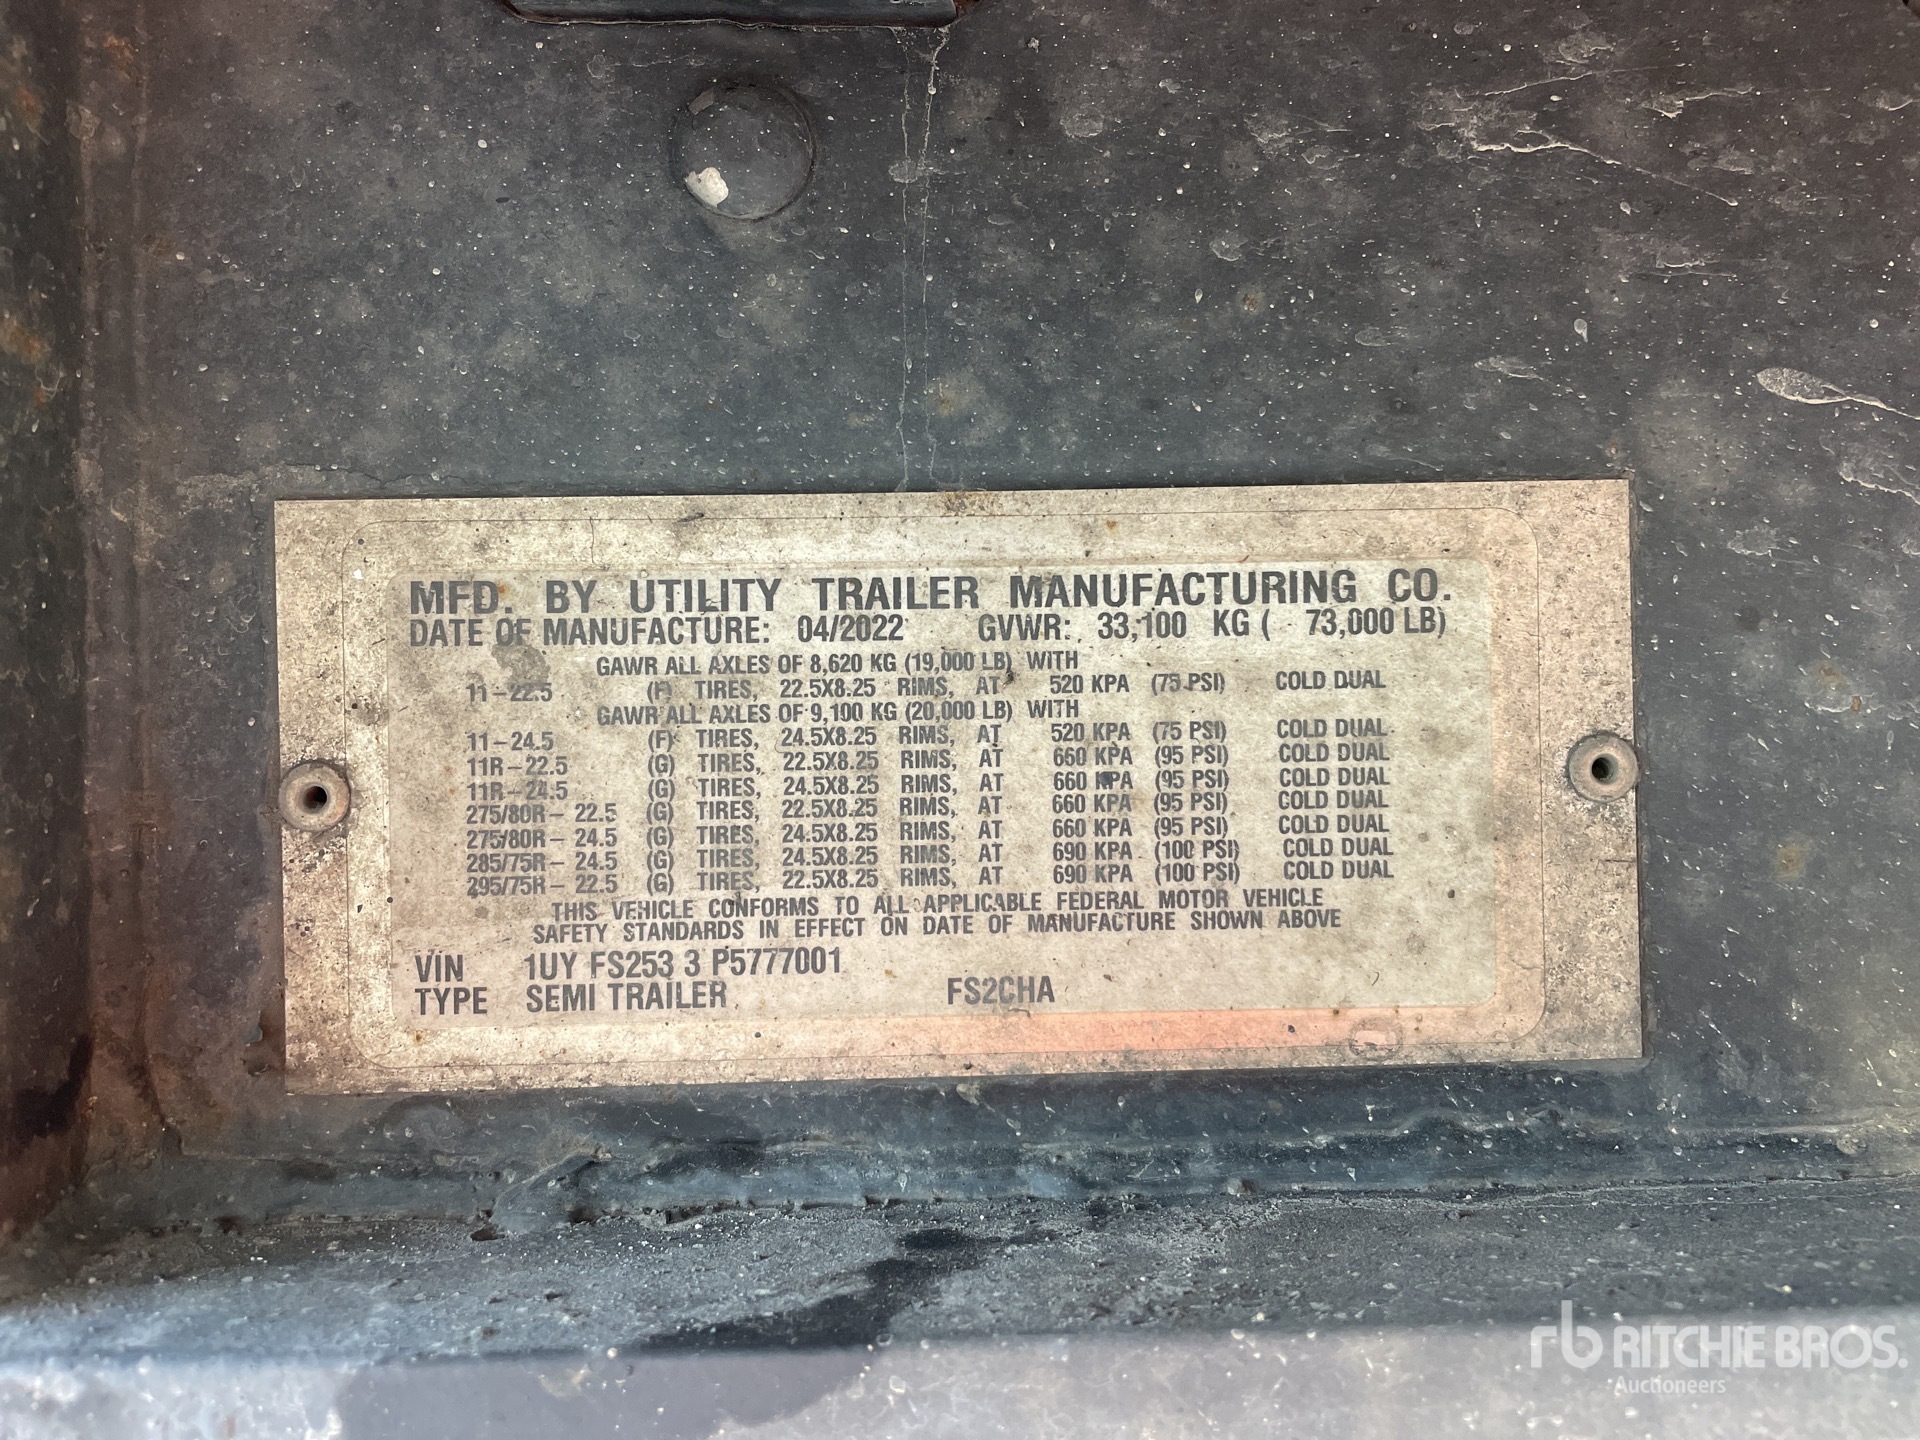 MFD. BY UTILITY TRAILER MANUFACTURING CO.
DATE OF MANUFACTURE: 04/2022 GVWR: 33,100 KG ( 73,000 LB)
GAWR ALL AXLES OF 8,620 KG (19,000 LB) WITH
11-22.5 (F) TIRES, 22.5X8.25 RIMS, AT 520 KPA (75 PSI) COLD DUAL
GAWR ALL AXLES OF 9,100 KG (20,000 LB) WITH
11-24.5 (F) TIRES, 24.5X8.25 RIMS, AT 520 KPA (75 PSI) COLD DUAL
11R-22.5 (G) TIRES, 22.5X8.25 RIMS, AT 660 KPA (95 PSI) COLD DUAL
11R-24.5 (G) TIRES, 24.5X8.25 RIMS, AT 660 KPA (95 PSI) COLD DUAL
275/80R-22.5 (G) TIRES, 22.5X8.25 RIMS, AT 660 KPA (95 PSI) COLD DUAL
275/80R-24.5 (G) TIRES, 24.5X8.25 RIMS, AT 660 KPA (95 PSI) COLD DUAL
285/75R-24.5 (G) TIRES, 24.5X8.25 RIMS, AT 690 KPA (100 PSI) COLD DUAL
295/75R-22.5 (G) TIRES, 22.5X8.25 RIMS, AT 690 KPA (100 PSI) COLD DUAL
THIS VEHICLE CONFORMS TO ALL APPLICABLE FEDERAL MOTOR VEHICLE
SAFETY STANDARDS IN EFFECT ON DATE OF MANUFACTURE SHOWN ABOVE
VIN 1UY FS253 3 P5777001
TYPE SEMI TRAILER FS2CHA
rb RITCHIE BROS.
Auctioneers